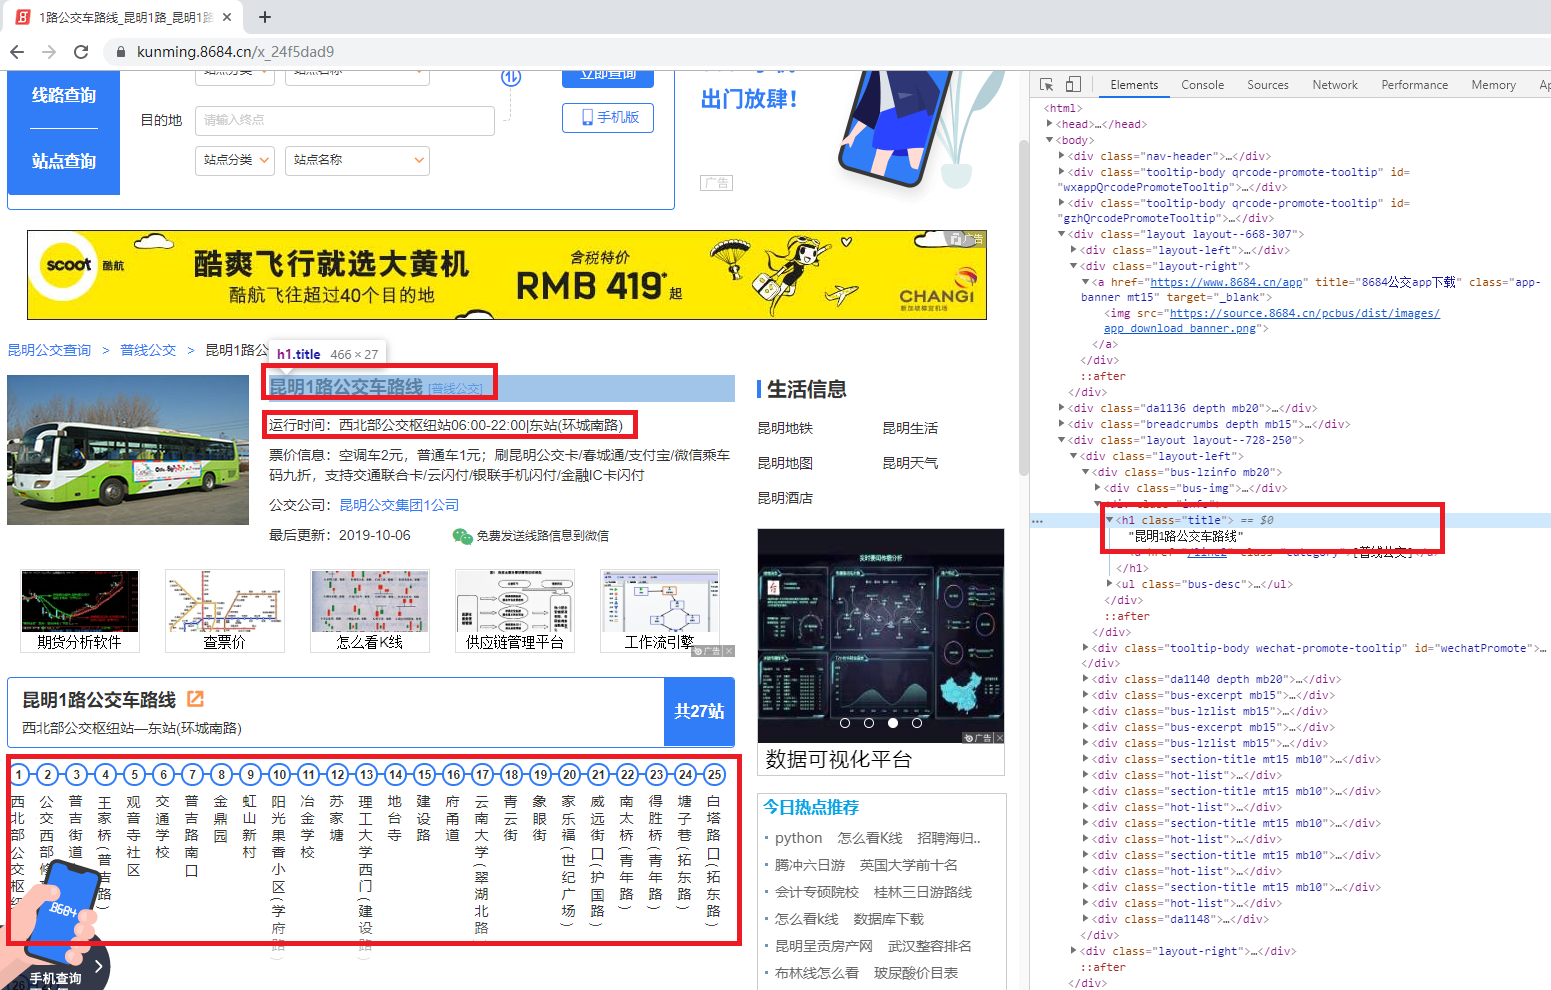 1路公交车路线_昆明1路_昆明1路
kunming.8684.cn/x_24f5dad9
线路查询
站点查询
站点分类
站点名称
立即查询
目的地
请输入终点
手机版
站点分类
站点名称
出门放肆!
广告
scoot 酷航
酷爽飞行就选大黄机
酷航飞往超过40个目的地
含税特价
RMB 419*起
广告
CHANGI
新加坡樟宜机场
昆明公交查询 > 普线公交 > 昆明1路公
h1.title 466 × 27
昆明1路公交车路线 [普线公交]
运行时间：西北部公交枢纽站06:00-22:00|东站(环城南路)
票价信息：空调车2元，普通车1元；刷昆明公交卡/春城通/支付宝/微信乘车
码九折，支持交通联合卡/云闪付/银联手机闪付/金融IC卡闪付
公交公司：昆明公交集团1公司
最后更新：2019-10-06
免费发送线路信息到微信
期货分析软件
查票价
怎么看K线
供应链管理平台
工作流引擎
广告
昆明1路公交车路线
西北部公交枢纽站—东站(环城南路)
共27站
1 2 3 4 5 6 7 8 9 10 11 12 13 14 15 16 17 18 19 20 21 22 23 24 25
西北部公交枢纽
公交西部修
普吉街道
王家桥(普吉路)
观音寺社区
交通学校
普吉路南口
金鼎园
虹山新村
阳光果香小区(学府路
冶金学校
苏家塘
理工大学西门(建设路
地台寺
建设路
府甬道
云南大学(翠湖北路
青云街
象眼街
家乐福(世纪广场)
威远街口(护国路)
南太桥(青年路)
得胜桥(青年路)
塘子巷(拓东路)
白塔路口(拓东路)
8684
手机查询
生活信息
昆明地铁 昆明生活
昆明地图 昆明天气
昆明酒店
实时要闻态数分析
广告
数据可视化平台
今日热点推荐
python 怎么看K线 招聘海归..
腾冲六日游 英国大学前十名
会计专硕院校 桂林三日游路线
怎么看k线 数据库下载
昆明呈贡房产网 武汉整容排名
布林线怎么看 玻尿酸价目表
Elements Console Sources Network Performance Memory Ap
<html>
<head>…</head>
<body>
<div class="nav-header">…</div>
<div class="tooltip-body qrcode-promote-tooltip" id=
"wxappQrcodePromoteTooltip">…</div>
<div class="tooltip-body qrcode-promote-tooltip" id=
"gzhQrcodePromoteTooltip">…</div>
<div class="layout layout--668-307">
<div class="layout-left">…</div>
<div class="layout-right">
<a href="https://www.8684.cn/app" title="8684公交app下载" class="app-
banner mt15" target="_blank">
<img src="https://source.8684.cn/pcbus/dist/images/
app_download_banner.png">
</a>
</div>
::after
</div>
<div class="da1136 depth mb20">…</div>
<div class="breadcrumbs depth mb15">…</div>
<div class="layout layout--728-250">
<div class="layout-left">
<div class="bus-lzinfo mb20">
<div class="bus-img">…</div>
<div class="info">
<h1 class="title"> == $0
"昆明1路公交车路线"
<a href="/line2" class="category">[普线公交]</a>
</h1>
<ul class="bus-desc">…</ul>
</div>
::after
</div>
<div class="tooltip-body wechat-promote-tooltip" id="wechatPromote">…
</div>
<div class="da1140 depth mb20">…</div>
<div class="bus-excerpt mb15">…</div>
<div class="bus-lzlist mb15">…</div>
<div class="bus-excerpt mb15">…</div>
<div class="bus-lzlist mb15">…</div>
<div class="section-title mt15 mb10">…</div>
<div class="hot-list">…</div>
<div class="section-title mt15 mb10">…</div>
<div class="hot-list">…</div>
<div class="section-title mt15 mb10">…</div>
<div class="hot-list">…</div>
<div class="section-title mt15 mb10">…</div>
<div class="hot-list">…</div>
<div class="section-title mt15 mb10">…</div>
<div class="hot-list">…</div>
<div class="da1148">…</div>
</div>
<div class="layout-right">…</div>
::after
</div>